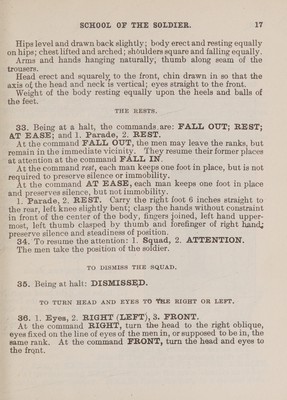 SCHOOL OF THE SOLDIER. 17
Hips level and drawn back slightly; body erect and resting equally
on hips; chest lifted and arched; shoulders square and falling equally.
Arms and hands hanging naturally, thumb along seam of the
trousers.
Head erect and squarely to the front, chin drawn in so that the
axis of the head and neck is vertical; eyes straight to the front.
Weight of the body resting equally upon the heels and balls of
the feet.
THE RESTS.
33. Being at a halt, the commands are: FALL OUT; REST;
AT EASE; and 1. Parade, 2. REST.
At the command FALL OUT, the men may leave the ranks, but
remain in the immediate vicinity. They resume their former places
at attention at the command FALL IN.
At the command rest, each man keeps one foot in place, but is not
required to preserve silence or immobility.
At the command AT EASE, each man keeps one foot in place
and preserves silence, but not immobility.
1. Parade, 2. REST. Carry the right foot 6 inches straight to
the rear, left knee slightly bent; clasp the hands without constraint
in front of the center of the body, fingers joined, left hand upper-
most, left thumb clasped by thumb and forefinger of right hand;
preserve silence and steadiness of position.
34. To resume the attention: 1. Squad, 2. ATTENTION.
The men take the position of the soldier.
TO DISMISS THE SQUAD.
35. Being at halt: DISMISSED.
TO TURN HEAD AND EYES TO THE RIGHT OR LEFT.
36. 1. Eyes, 2. RIGHT (LEFT), 3. FRONT.
At the command RIGHT, turn the head to the right oblique,
eyes fixed on the line of eyes of the men in, or supposed to be in, the
same rank. At the command FRONT, turn the head and eyes to
the front.